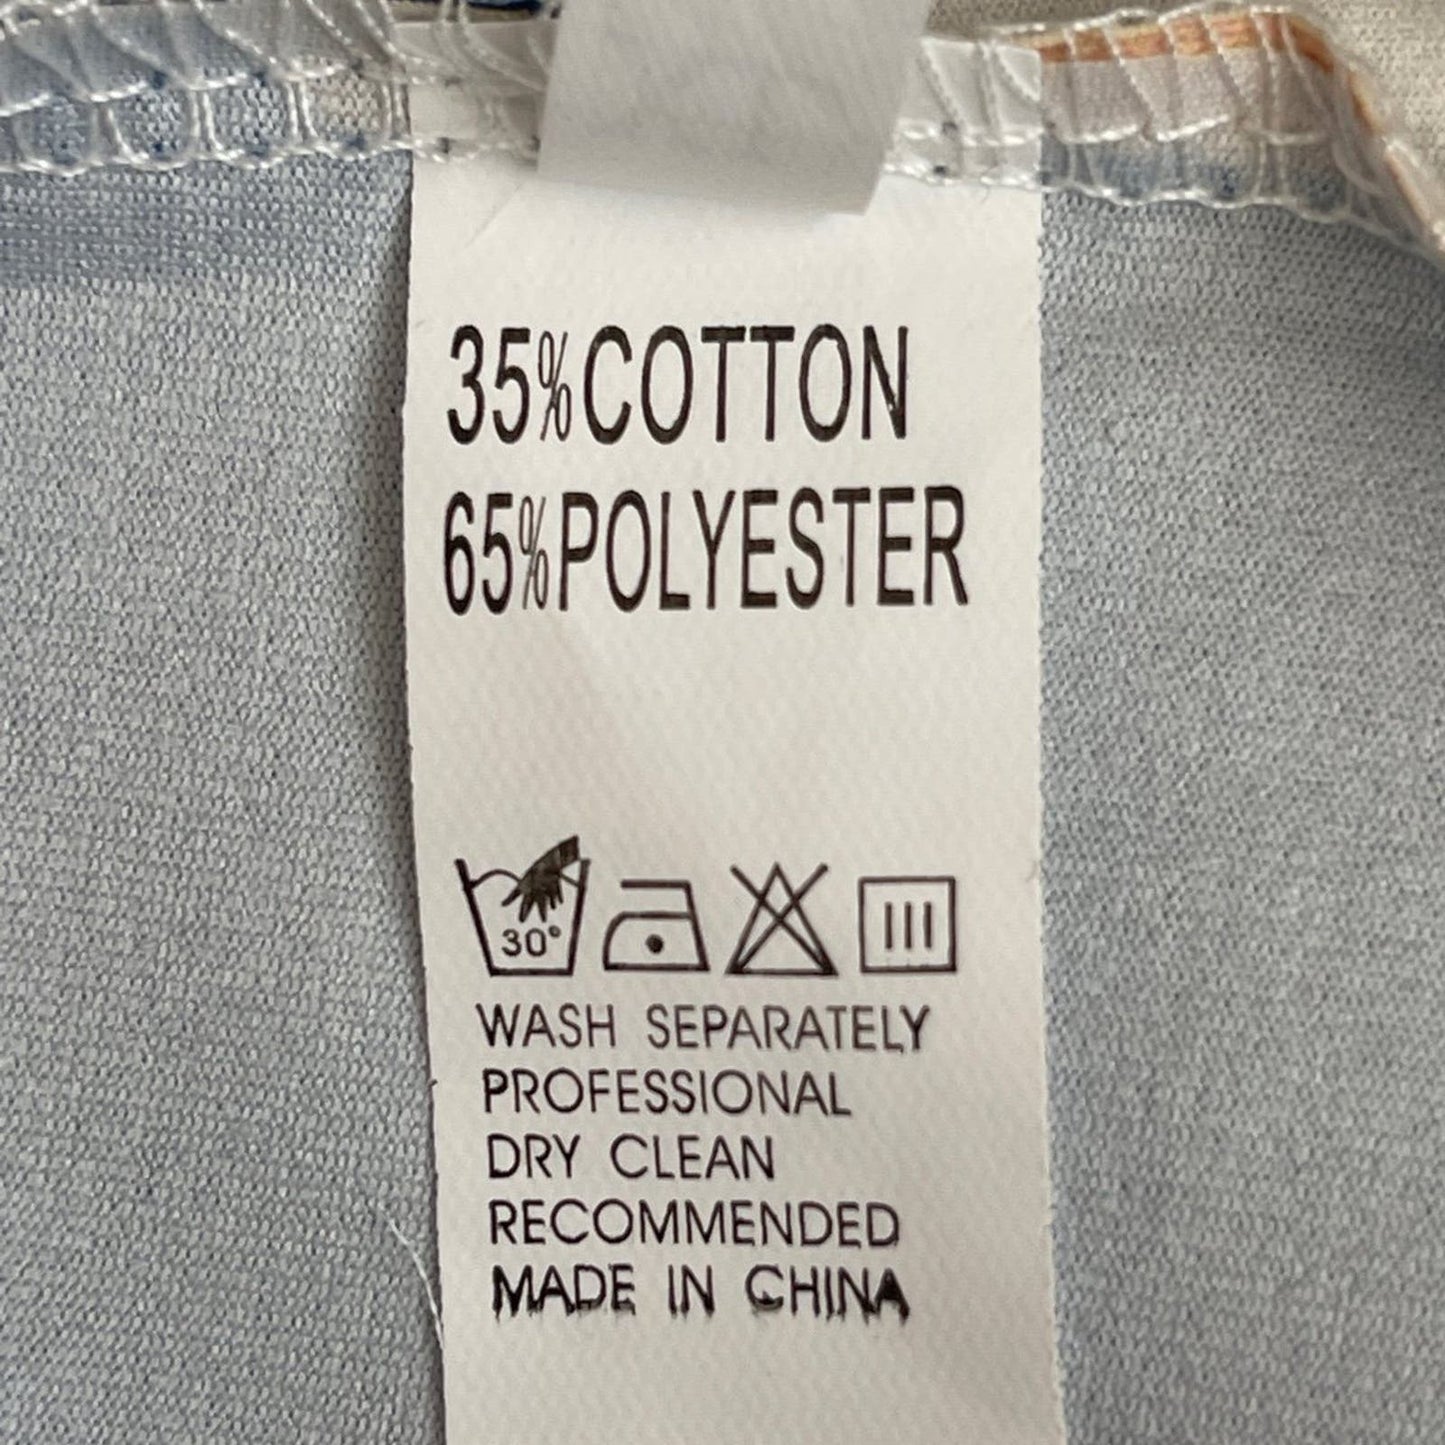 35%COTTON
65%POLYESTER
30°
WASH SEPARATELY
PROFESSIONAL
DRY CLEAN
RECOMMENDED
MADE IN CHINA